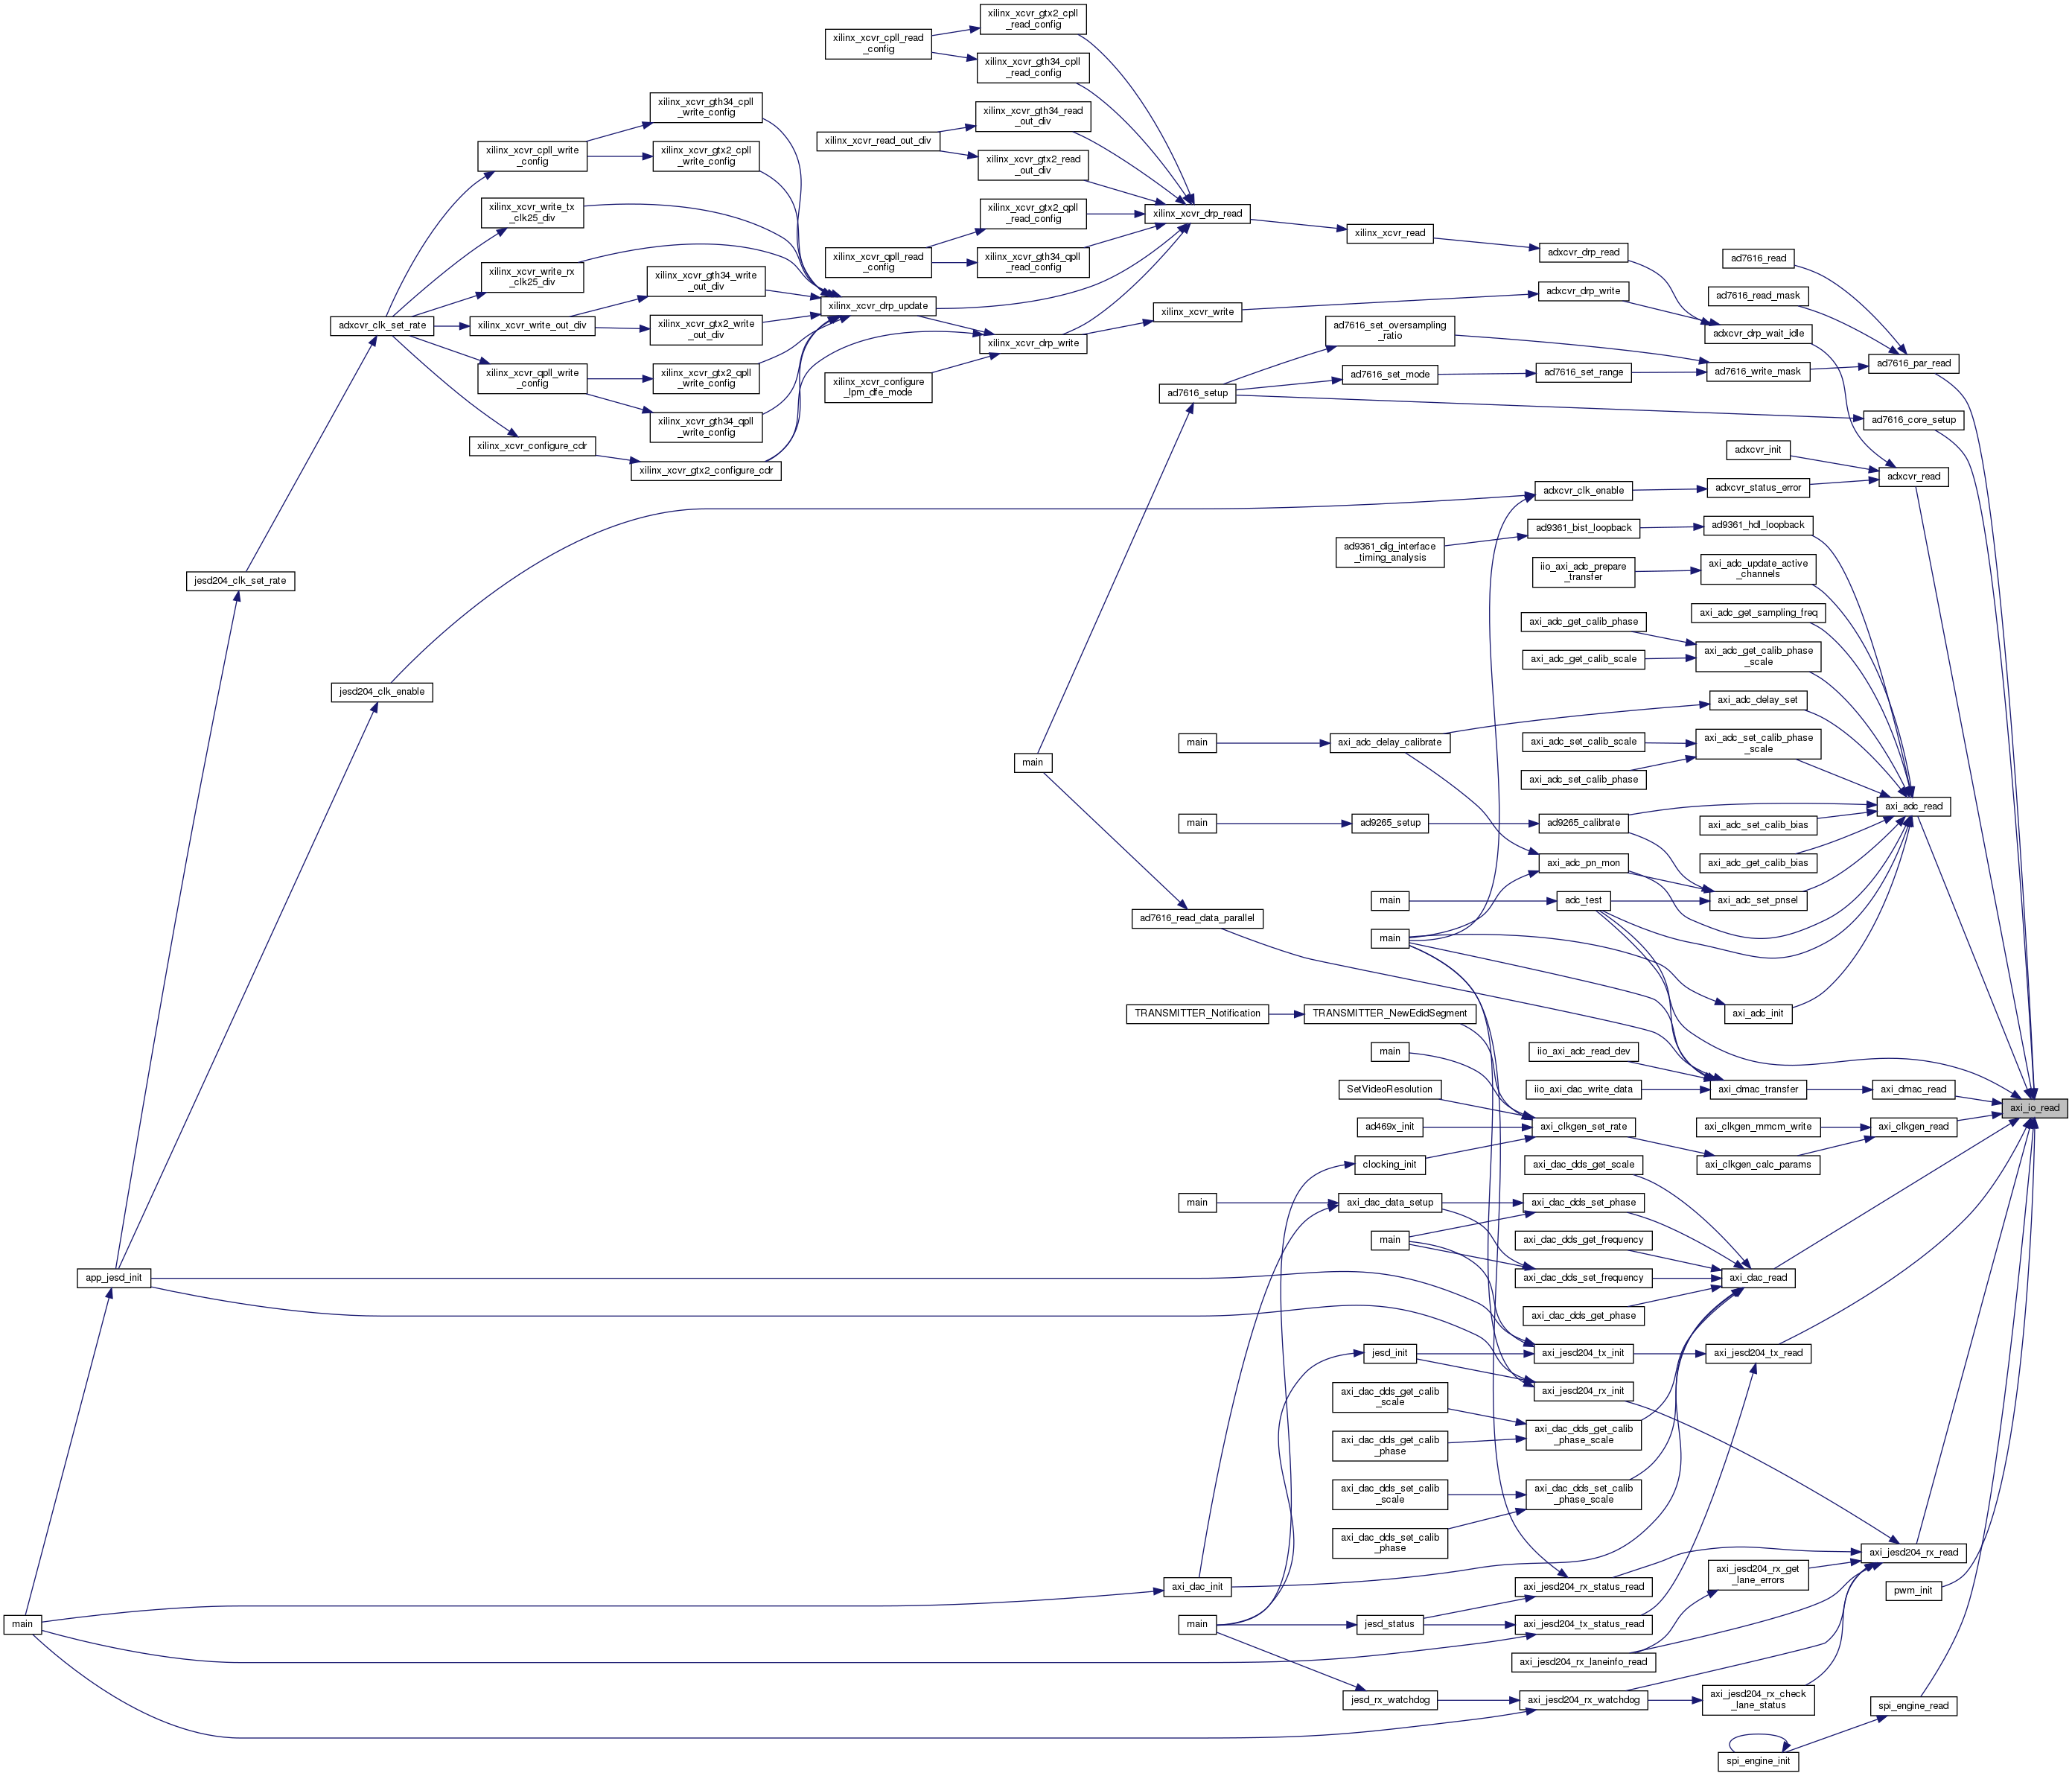 xilinx_xcvr_gtx2_cpll
_read_config
xilinx_xcvr_cpll_read
_config
xilinx_xcvr_gth34_cpll
_read_config
xilinx_xcvr_gth34_cpll
_write_config
xilinx_xcvr_gth34_read
_out_div
xilinx_xcvr_read_out_div
xilinx_xcvr_cpll_write
_config
xilinx_xcvr_gtx2_cpll
_write_config
xilinx_xcvr_gtx2_read
_out_div
xilinx_xcvr_write_tx
_clk25_div
xilinx_xcvr_gtx2_qpll
_read_config
xilinx_xcvr_drp_read
xilinx_xcvr_read
adxcvr_drp_read
ad7616_read
xilinx_xcvr_qpll_read
_config
xilinx_xcvr_gth34_qpll
_read_config
xilinx_xcvr_write_rx
_clk25_div
xilinx_xcvr_gth34_write
_out_div
adxcvr_drp_write
ad7616_read_mask
xilinx_xcvr_drp_update
xilinx_xcvr_write
adxcvr_clk_set_rate
xilinx_xcvr_write_out_div
xilinx_xcvr_gtx2_write
_out_div
ad7616_set_oversampling
_ratio
adxcvr_drp_wait_idle
xilinx_xcvr_drp_write
ad7616_par_read
xilinx_xcvr_qpll_write
_config
xilinx_xcvr_gtx2_qpll
_write_config
xilinx_xcvr_configure
_lpm_dfe_mode
ad7616_set_mode
ad7616_set_range
ad7616_write_mask
ad7616_setup
xilinx_xcvr_gth34_qpll
_write_config
ad7616_core_setup
xilinx_xcvr_configure_cdr
adxcvr_init
xilinx_xcvr_gtx2_configure_cdr
adxcvr_read
adxcvr_clk_enable
adxcvr_status_error
ad9361_bist_loopback
ad9361_hdl_loopback
ad9361_dig_interface
_timing_analysis
jesd204_clk_set_rate
iio_axi_adc_prepare
_transfer
axi_adc_update_active
_channels
axi_adc_get_calib_phase
axi_adc_get_sampling_freq
axi_adc_get_calib_scale
axi_adc_get_calib_phase
_scale
jesd204_clk_enable
axi_adc_delay_set
main
main
axi_adc_delay_calibrate
axi_adc_set_calib_scale
axi_adc_set_calib_phase
_scale
axi_adc_set_calib_phase
axi_adc_read
main
ad9265_setup
ad9265_calibrate
axi_adc_set_calib_bias
axi_adc_pn_mon
axi_adc_get_calib_bias
main
adc_test
axi_adc_set_pnsel
ad7616_read_data_parallel
main
TRANSMITTER_Notification
TRANSMITTER_NewEdidSegment
axi_adc_init
main
iio_axi_adc_read_dev
SetVideoResolution
iio_axi_dac_write_data
axi_dmac_transfer
axi_dmac_read
axi_io_read
ad469x_init
axi_clkgen_set_rate
axi_clkgen_mmcm_write
axi_clkgen_read
clocking_init
axi_dac_dds_get_scale
axi_clkgen_calc_params
main
axi_dac_data_setup
axi_dac_dds_set_phase
main
axi_dac_dds_get_frequency
app_jesd_init
axi_dac_dds_set_frequency
axi_dac_read
axi_dac_dds_get_phase
jesd_init
axi_jesd204_tx_init
axi_jesd204_tx_read
axi_dac_dds_get_calib
_scale
axi_jesd204_rx_init
axi_dac_dds_get_calib
_phase
axi_dac_dds_get_calib
_phase_scale
axi_dac_dds_set_calib
_scale
axi_dac_dds_set_calib
_phase_scale
axi_dac_dds_set_calib
_phase
axi_jesd204_rx_read
axi_dac_init
axi_jesd204_rx_status_read
axi_jesd204_rx_get
_lane_errors
pwm_init
main
main
jesd_status
axi_jesd204_tx_status_read
axi_jesd204_rx_laneinfo_read
jesd_rx_watchdog
axi_jesd204_rx_watchdog
axi_jesd204_rx_check
_lane_status
spi_engine_read
spi_engine_init